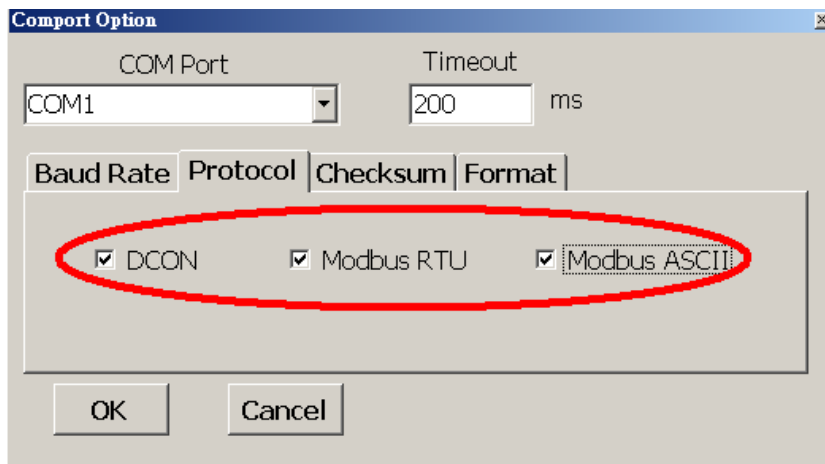 Comport Option
COM Port Timeout
COM1 200 ms
Baud Rate Protocol Checksum Format
DCON Modbus RTU Modbus ASCII
OK Cancel